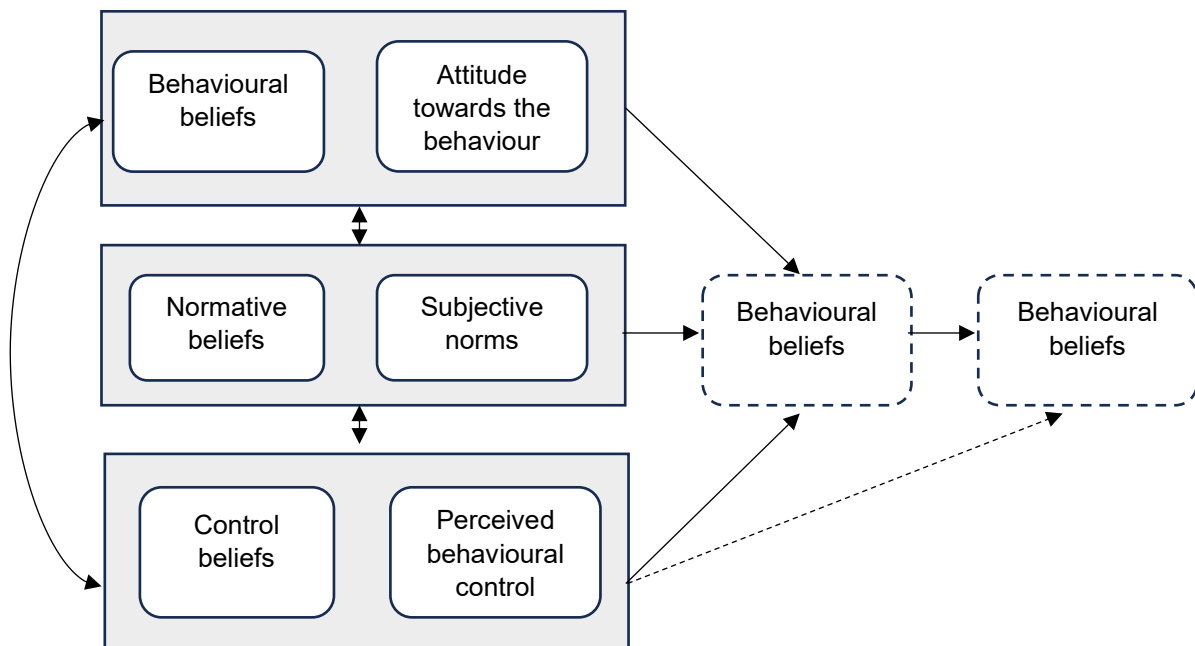 Behavioural
beliefs
Attitude
towards the
behaviour
Normative
beliefs
Subjective
norms
Behavioural
beliefs
Behavioural
beliefs
Control
beliefs
Perceived
behavioural
control